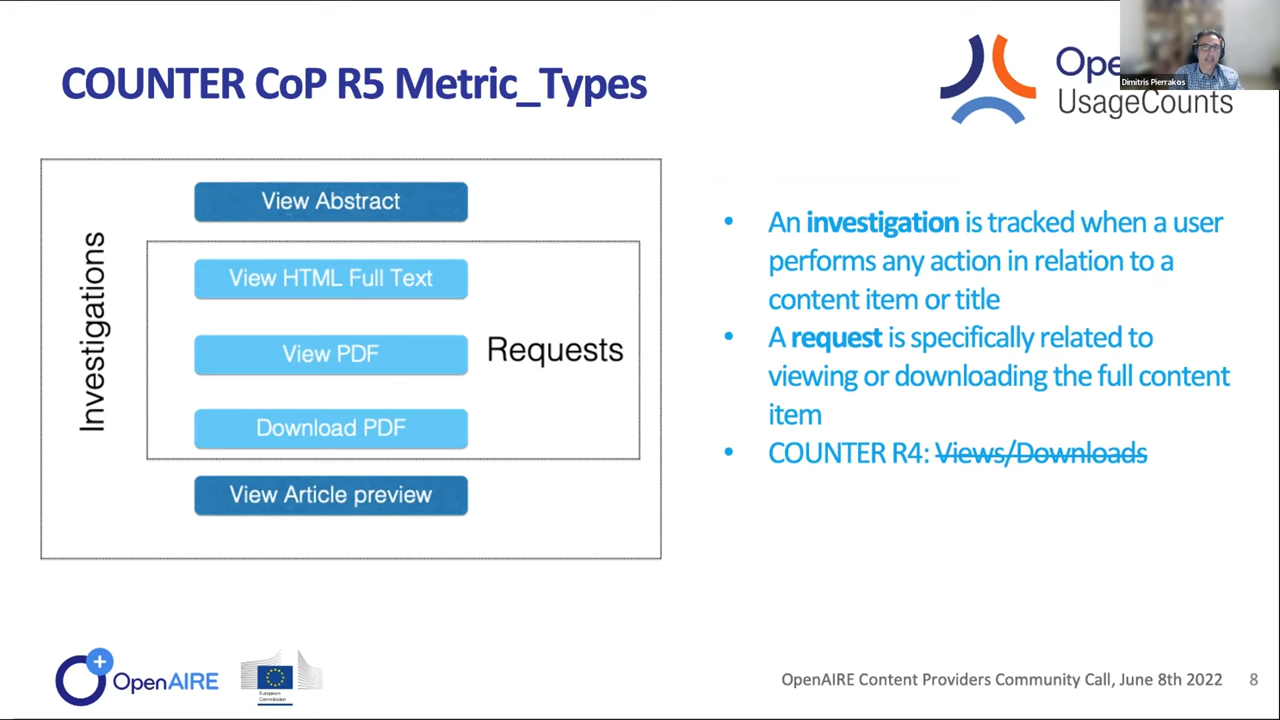 COUNTER CoP R5 Metric_Types
Ope
UsageCounts
Dimitris Pierrakos
Investigations
View Abstract
View HTML Full Text
View PDF
Download PDF
Requests
View Article preview
• An investigation is tracked when a user
performs any action in relation to a
content item or title
• A request is specifically related to
viewing or downloading the full content
item
• COUNTER R4: Views/Downloads
OpenAIRE
European
Commission
OpenAIRE Content Providers Community Call, June 8th 2022
8